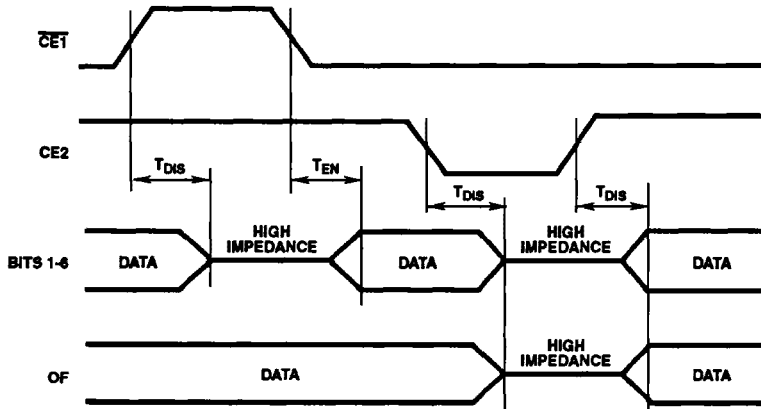 CE1
CE2
TDIS
TEN
TDIS
TDIS
BITS 1-6
DATA
HIGH
IMPEDANCE
DATA
HIGH
IMPEDANCE
DATA
OF
DATA
HIGH
IMPEDANCE
DATA